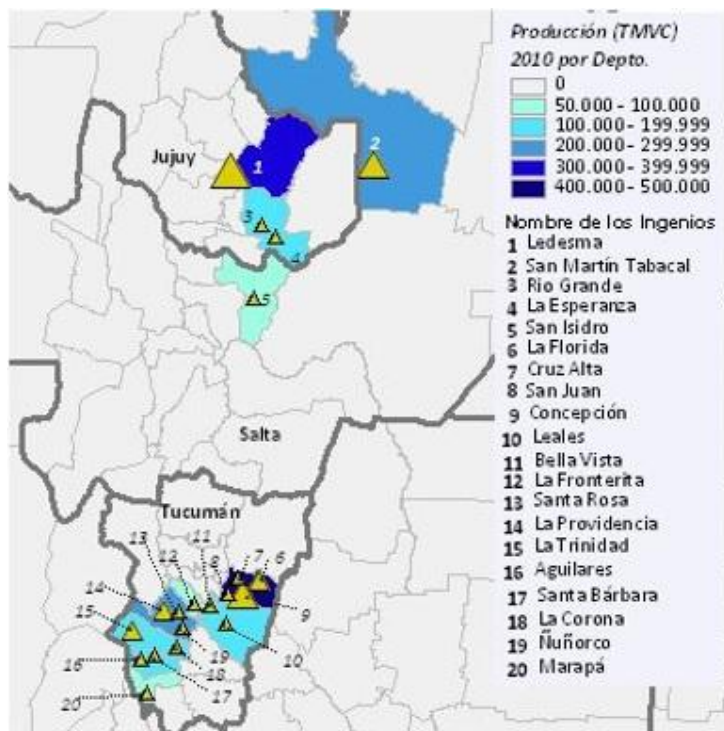 Producción (TMVC)
2010 por Depto.
0
50.000 - 100.000
100.000 - 199.999
200.000 - 299.999
300.000 - 399.999
400.000 - 500.000
Nombre de los Ingenios
1 Ledesma
2 San Martín Tabacal
3 Rio Grande
4 La Esperanza
5 San Isidro
6 La Florida
7 Cruz Alta
8 San Juan
9 Concepción
10 Leales
11 Bella Vista
12 La Fronterita
13 Santa Rosa
14 La Providencia
15 La Trinidad
16 Aguilares
17 Santa Bárbara
18 La Corona
19 Ñuñorco
20 Marapá
Jujuy
1
2
3
4
5
Salta
Tucumán
13
12
11
8
7
6
14
9
15
19
10
16
18
17
20